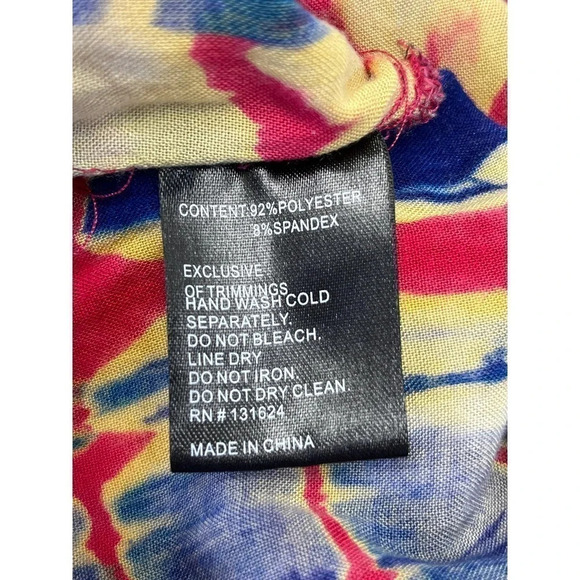 CONTENT:92%POLYESTER
8%SPANDEX
EXCLUSIVE
OF TRIMMINGS
HAND WASH COLD
SEPARATELY.
DO NOT BLEACH.
LINE DRY
DO NOT IRON.
DO NOT DRY CLEAN.
RN # 131624
MADE IN CHINA